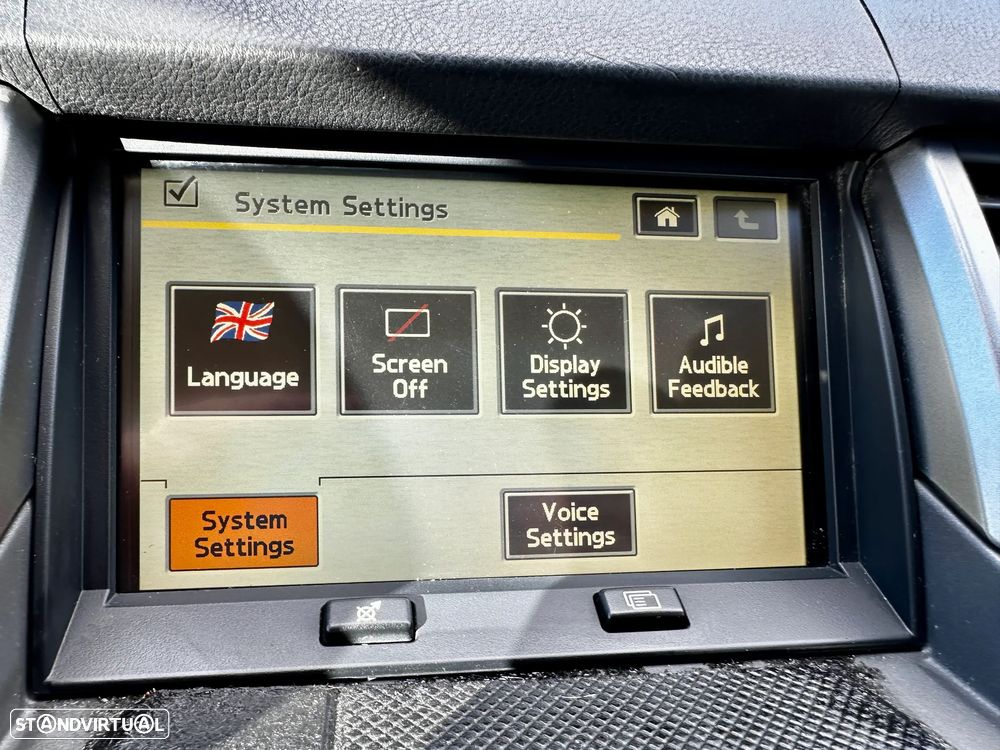 System Settings
Language
Screen
Off
Display
Settings
Audible
Feedback
System
Settings
Voice
Settings
STANDVIRTUAL